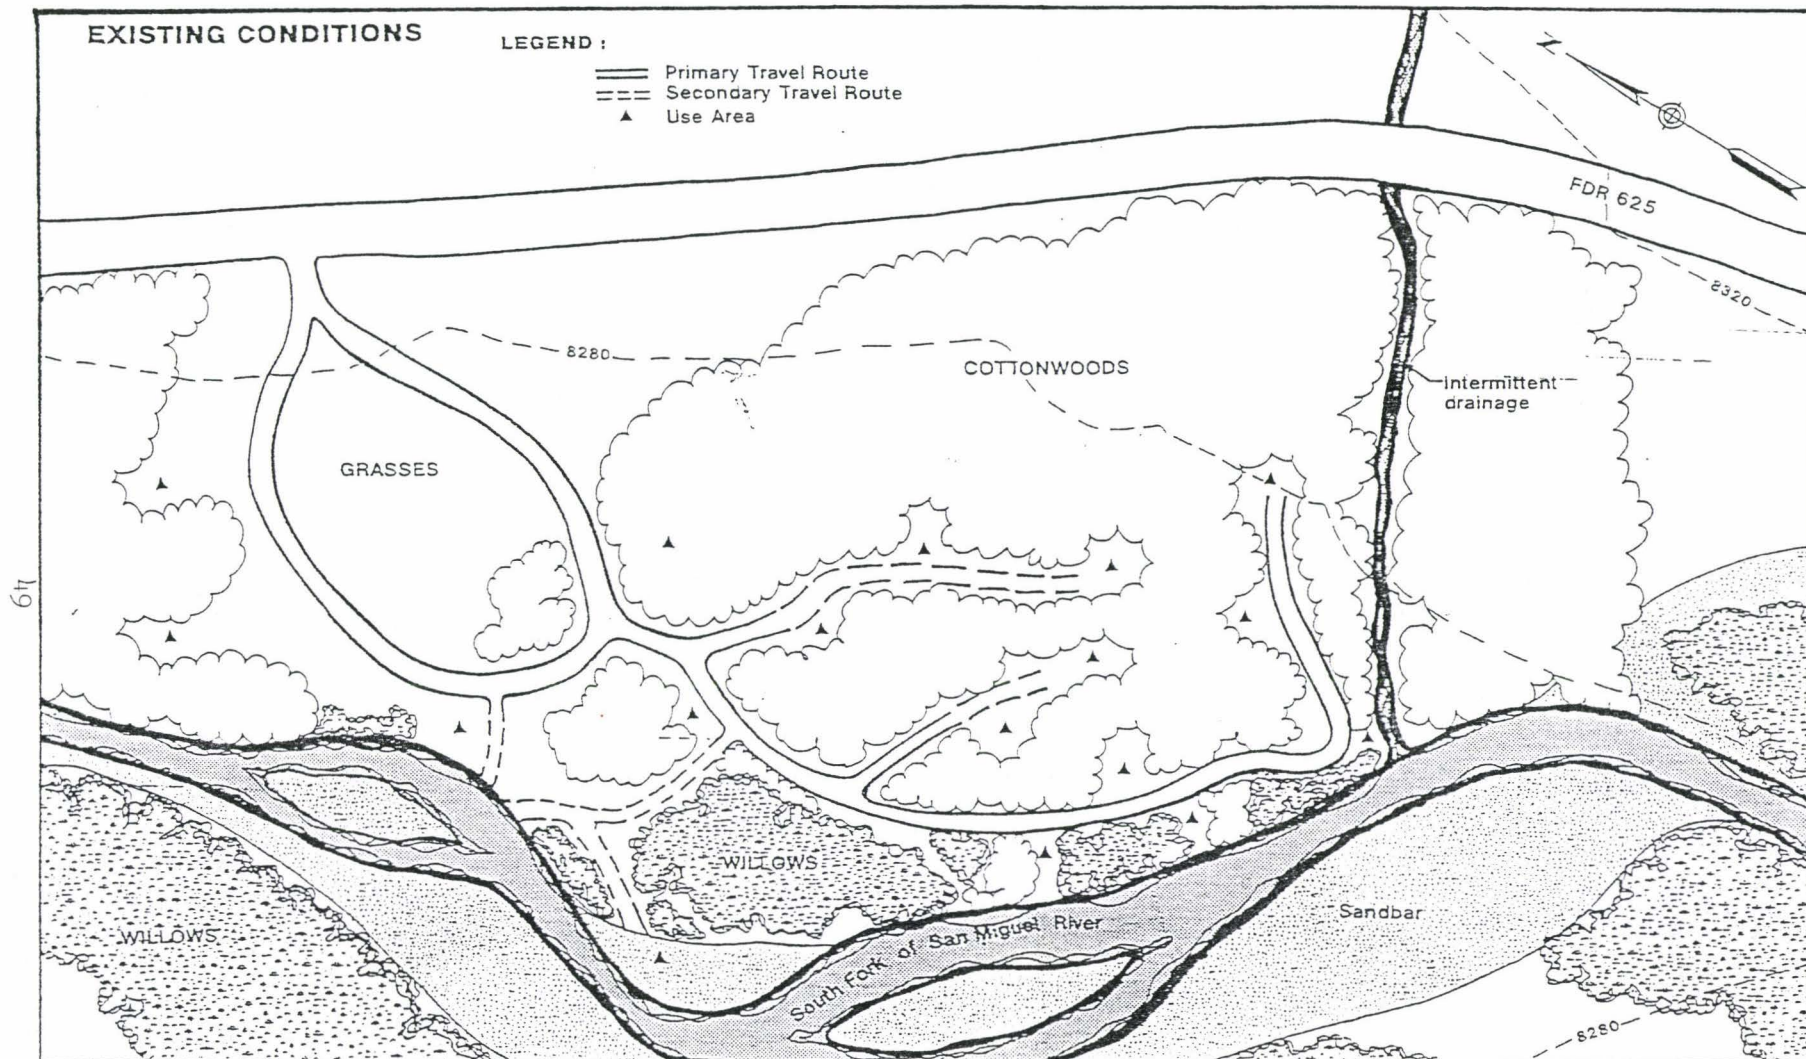 EXISTING CONDITIONS
LEGEND :
Primary Travel Route
Secondary Travel Route
Use Area
N
FDR 625
8320
8280
COTTONWOODS
Intermittent
drainage
GRASSES
49
WILLOWS
WILLOWS
Sandbar
South Fork of San Miguel River
8280